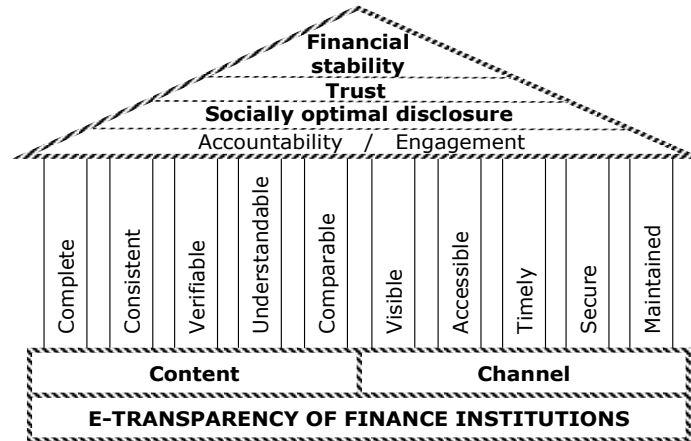 Financial
stability
Trust
Socially optimal disclosure
Accountability / Engagement
Complete
Consistent
Verifiable
Understandable
Comparable
Visible
Accessible
Timely
Secure
Maintained
Content
Channel
E-TRANSPARENCY OF FINANCE INSTITUTIONS